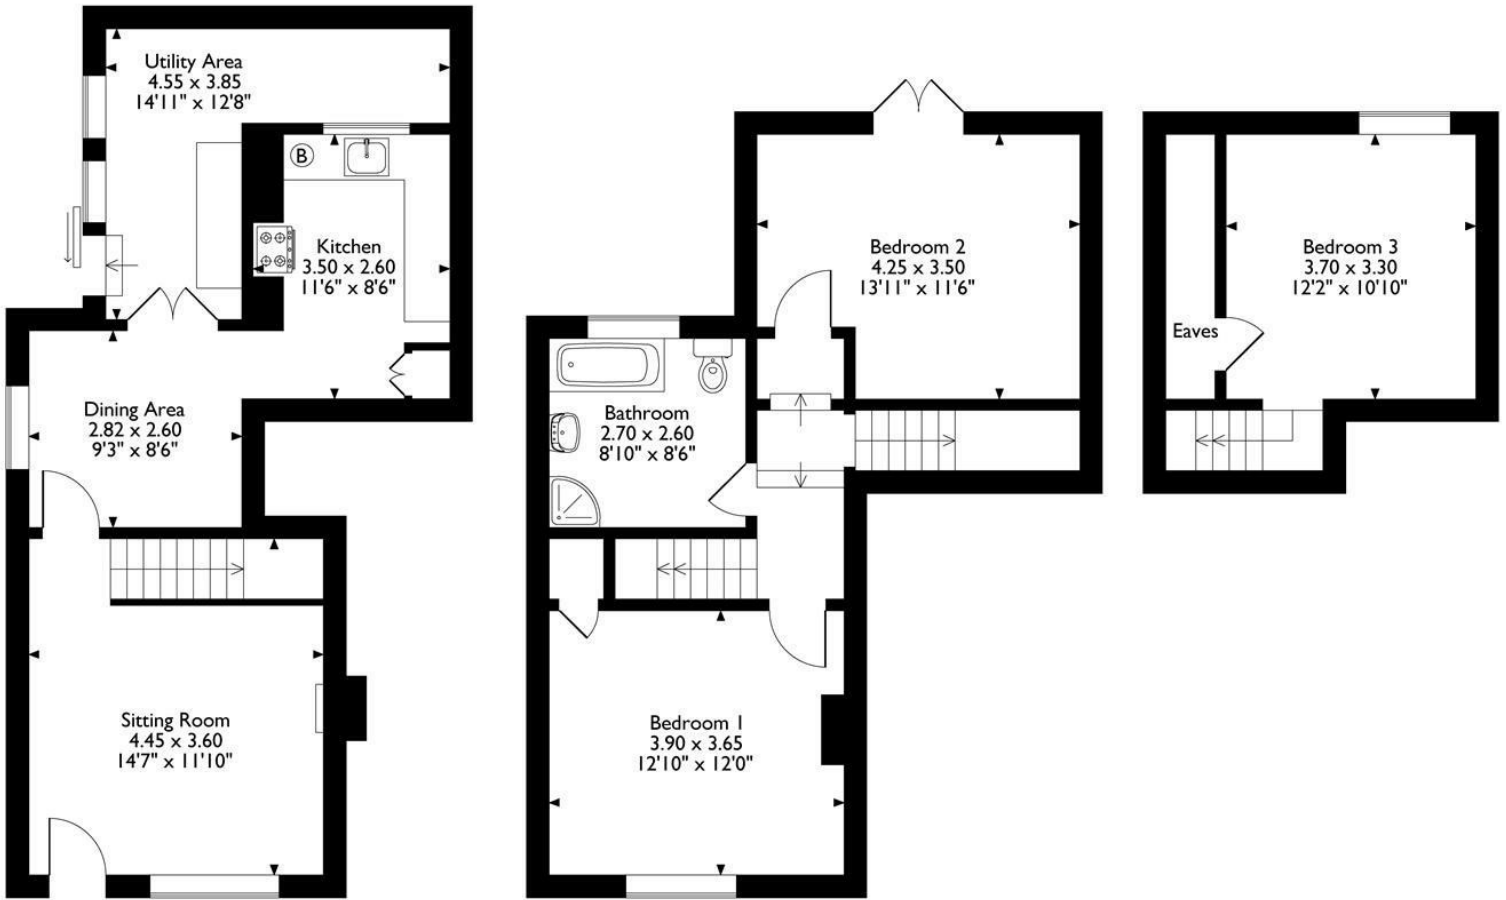 Utility Area
4.55 x 3.85
14'11" x 12'8"
B
Kitchen
3.50 x 2.60
11'6" x 8'6"
Dining Area
2.82 x 2.60
9'3" x 8'6"
Sitting Room
4.45 x 3.60
14'7" x 11'10"
Bedroom 2
4.25 x 3.50
13'11" x 11'6"
Bathroom
2.70 x 2.60
8'10" x 8'6"
Bedroom 1
3.90 x 3.65
12'10" x 12'0"
Bedroom 3
3.70 x 3.30
12'2" x 10'10"
Eaves